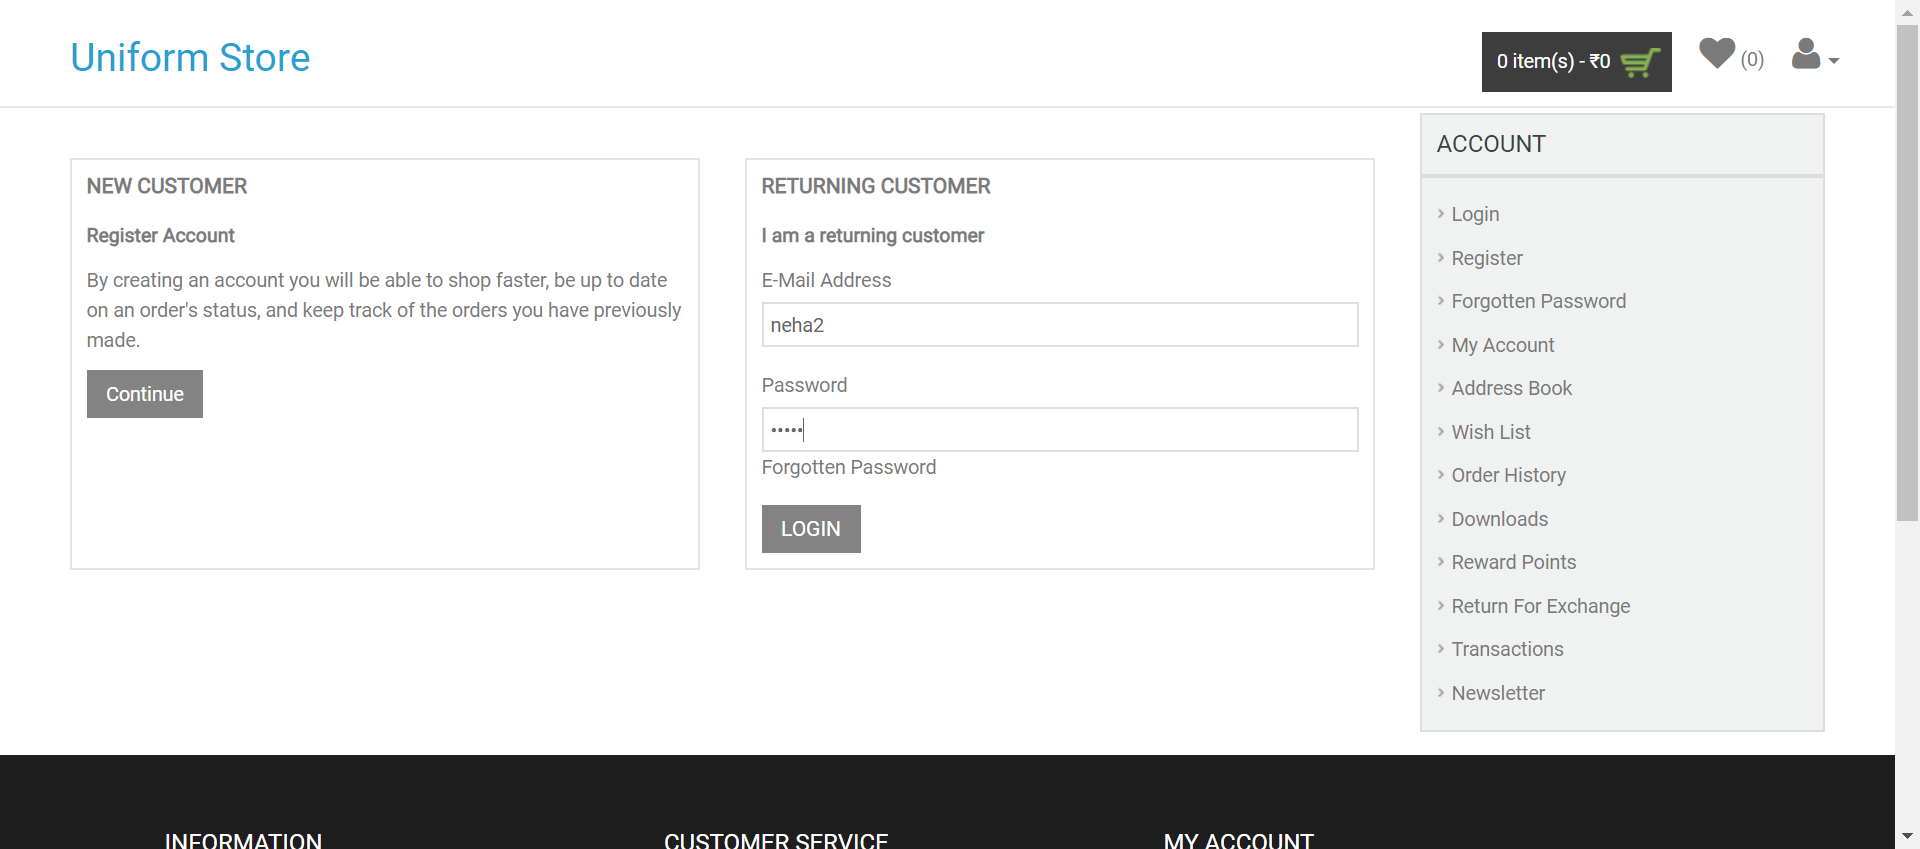 Uniform Store
0 item(s) - ₹0
(0)
NEW CUSTOMER
Register Account
By creating an account you will be able to shop faster, be up to date
on an order's status, and keep track of the orders you have previously
made.
Continue
RETURNING CUSTOMER
I am a returning customer
E-Mail Address
neha2
Password
•••••
Forgotten Password
LOGIN
ACCOUNT
Login
Register
Forgotten Password
My Account
Address Book
Wish List
Order History
Downloads
Reward Points
Return For Exchange
Transactions
Newsletter
INFORMATION
CUSTOMER SERVICE
MY ACCOUNT